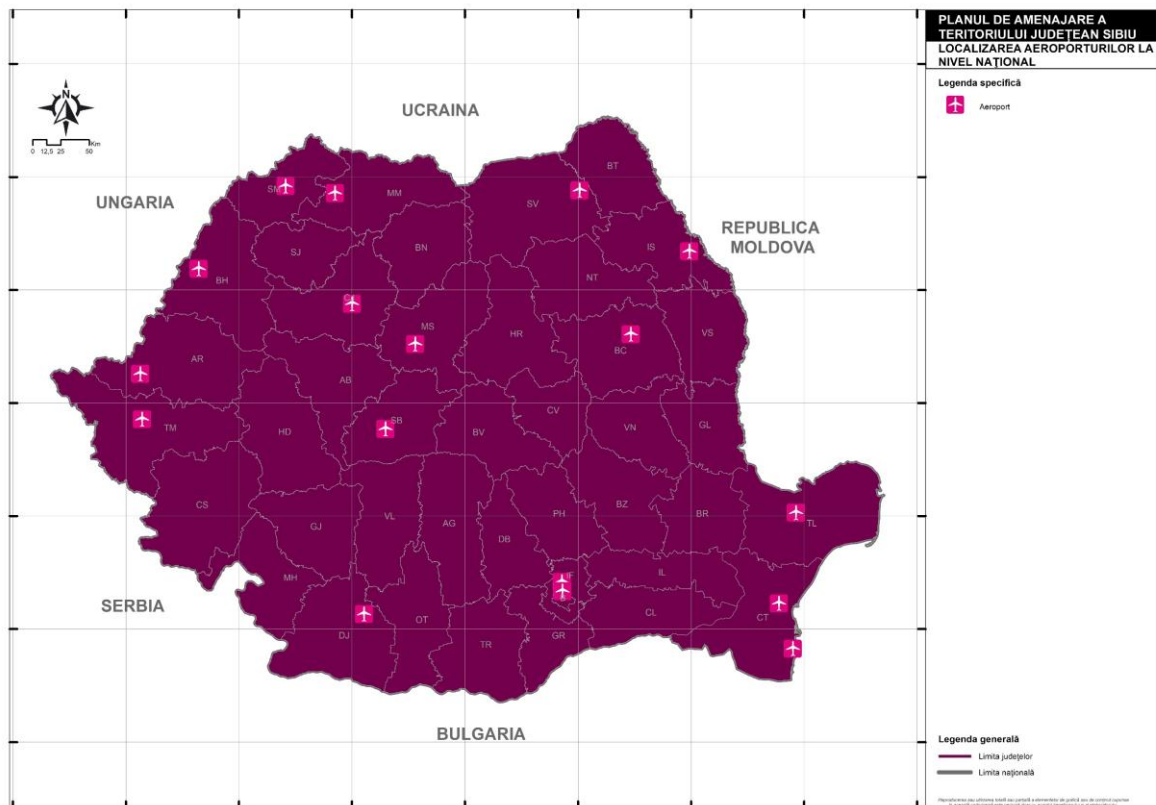 PLANUL DE AMENAJARE A
TERITORIULUI JUDEȚEAN SIBIU
LOCALIZAREA AEROPORTURILOR LA
NIVEL NAȚIONAL
Legenda specifică
Aeroport
N
0 12,5 25 50
Km
UCRAINA
UNGARIA
REPUBLICA
MOLDOVA
SERBIA
BULGARIA
BT
SM
MM
SV
BN
IS
SJ
NT
BH
MS
HR
VS
BC
AR
AB
CV
SB
TM
HD
BV
VN
GL
CS
VL
AG
PH
BZ
BR
TL
GJ
DB
IL
IF
MH
CT
CL
OT
DJ
GR
TR
Legenda generală
Limita județelor
Limita națională